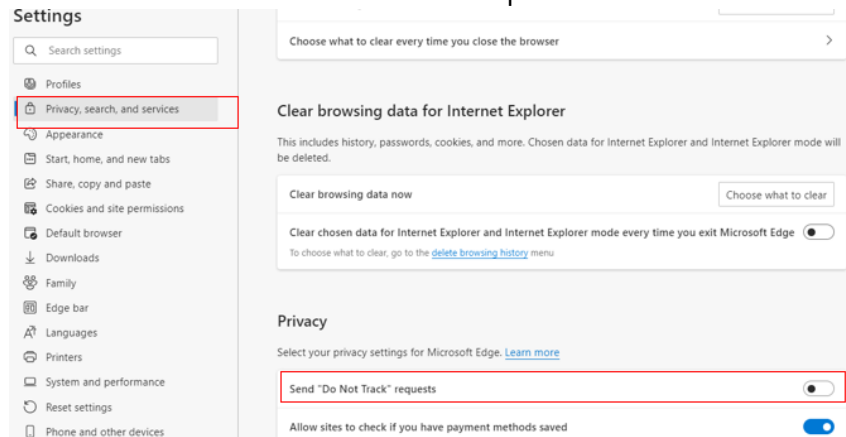 Settings
Search settings
Profiles
Privacy, search, and services
Appearance
Start, home, and new tabs
Share, copy and paste
Cookies and site permissions
Default browser
Downloads
Family
Edge bar
Languages
Printers
System and performance
Reset settings
Phone and other devices
Choose what to clear every time you close the browser
Clear browsing data for Internet Explorer
This includes history, passwords, cookies, and more. Chosen data for Internet Explorer and Internet Explorer mode will
be deleted.
Clear browsing data now
Choose what to clear
Clear chosen data for Internet Explorer and Internet Explorer mode every time you exit Microsoft Edge
To choose what to clear, go to the delete browsing history menu
Privacy
Select your privacy settings for Microsoft Edge. Learn more
Send "Do Not Track" requests
Allow sites to check if you have payment methods saved